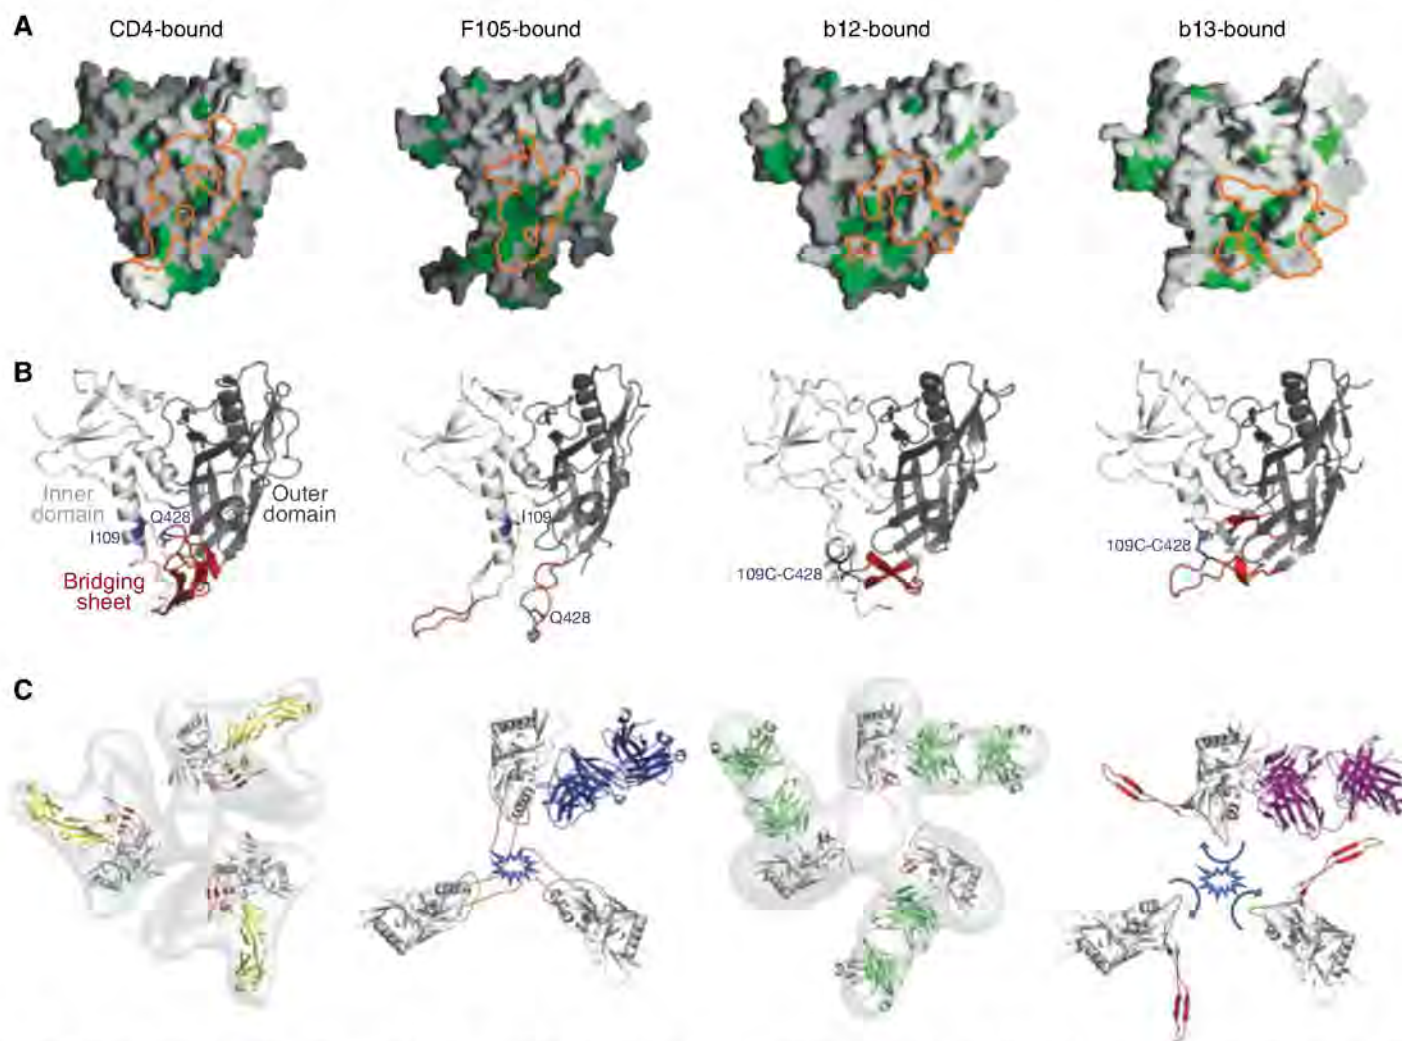 A
CD4-bound F105-bound b12-bound b13-bound
B
Inner domain
Outer domain
Q428
I109
Bridging sheet
I109
Q428
109C-C428
109C-C428
C